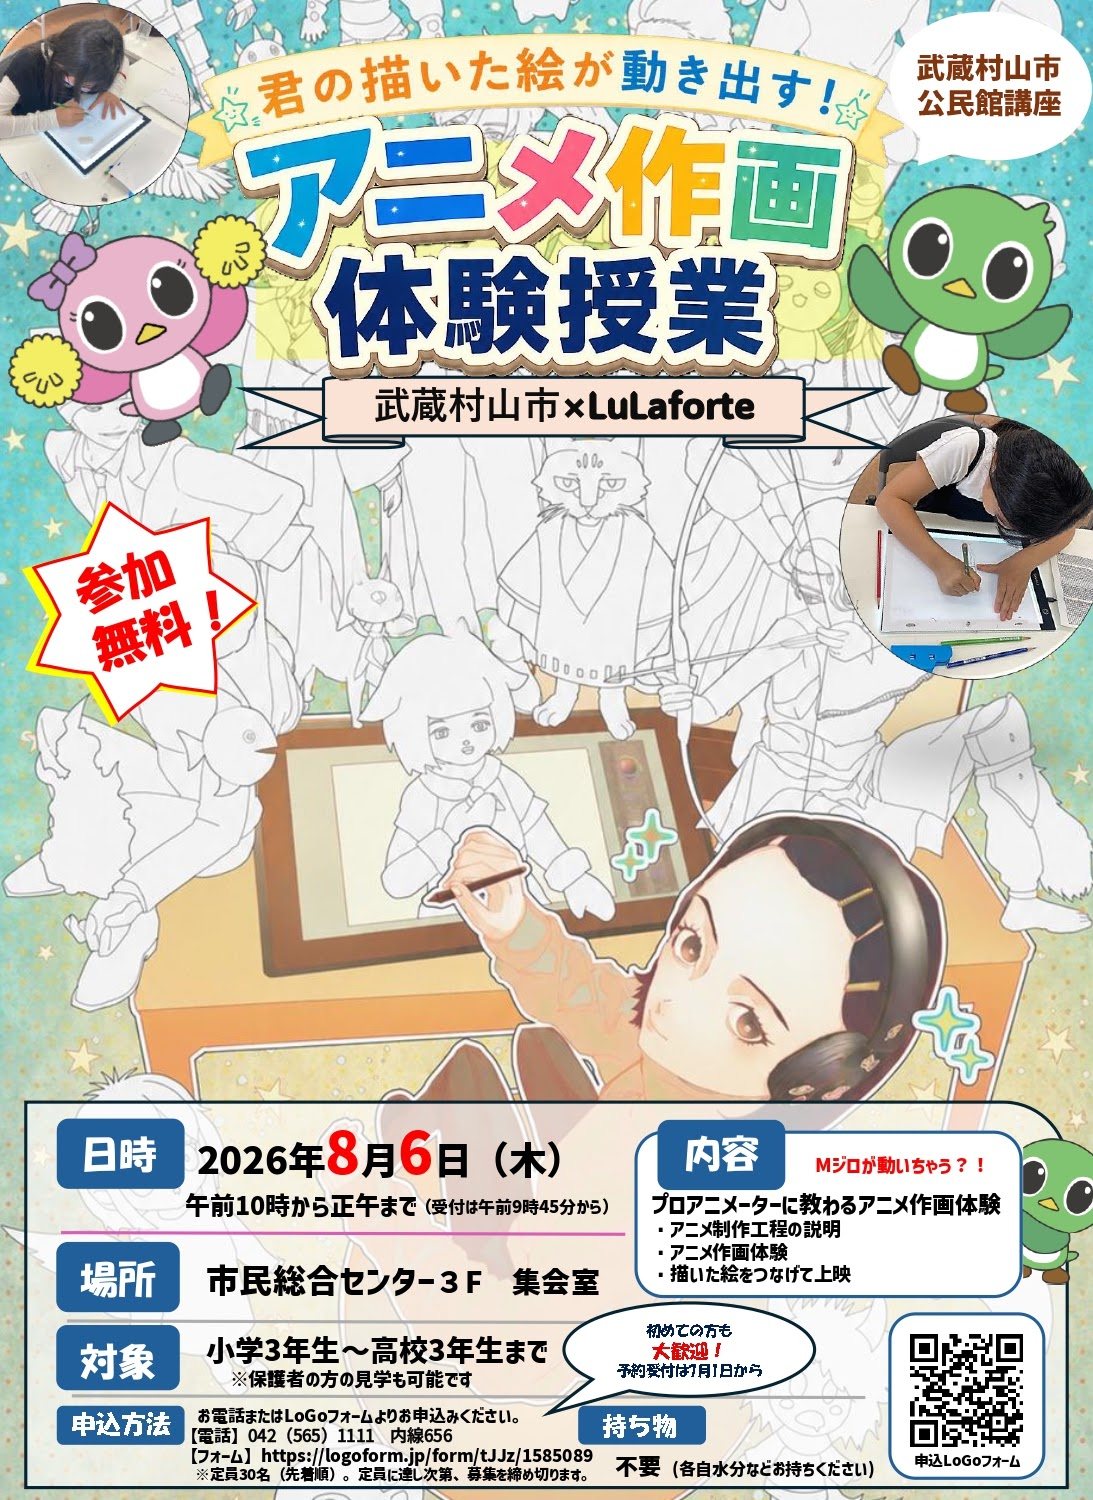 君の描いた絵が動き出す!
武蔵村山市
公民館講座
アニメ作画
体験授業
武蔵村山市×LuLaforte
参加
無料！
日時
2026年8月6日（木）
午前10時から正午まで（受付は午前9時45分から）
場所
市民総合センター３F　集会室
対象
小学3年生～高校3年生まで
※保護者の方の見学も可能です
内容
Mジロが動いちゃう？！
プロアニメーターに教わるアニメ作画体験
・アニメ制作工程の説明
・アニメ作画体験
・描いた絵をつなげて上映
初めての方も
大歓迎！
予約受付は7月1日から
申込方法
お電話またはLoGoフォームよりお申込みください。
【電話】042（565）1111　内線656
【フォーム】https://logoform.jp/form/tJJz/1585089
※定員30名（先着順）。定員に達し次第、募集を締め切ります。
持ち物
不要（各自水分などお持ちください）
申込LoGoフォーム